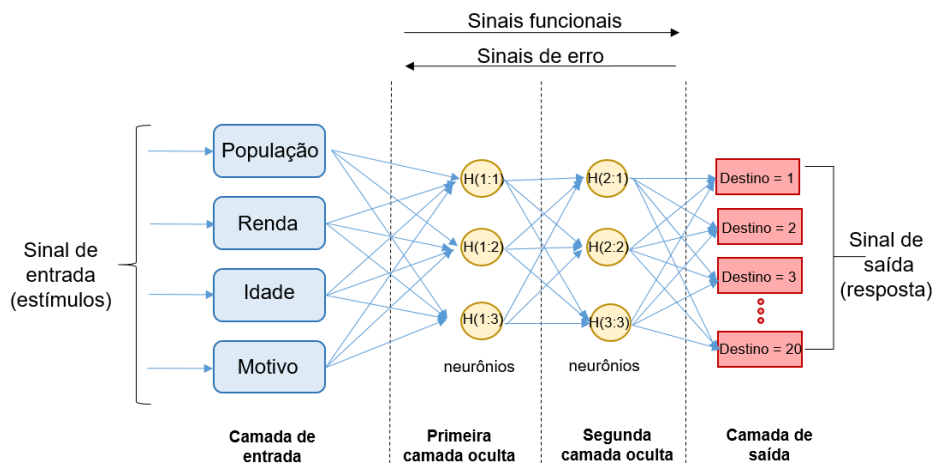 Sinais funcionais
Sinais de erro
Sinal de
entrada
(estímulos)
População
Renda
Idade
Motivo
H(1:1)
H(1:2)
H(1:3)
neurônios
H(2:1)
H(2:2)
H(3:3)
neurônios
Destino = 1
Destino = 2
Destino = 3
Destino = 20
Sinal de
saída
(resposta)
Camada de
entrada
Primeira
camada oculta
Segunda
camada oculta
Camada de
saída